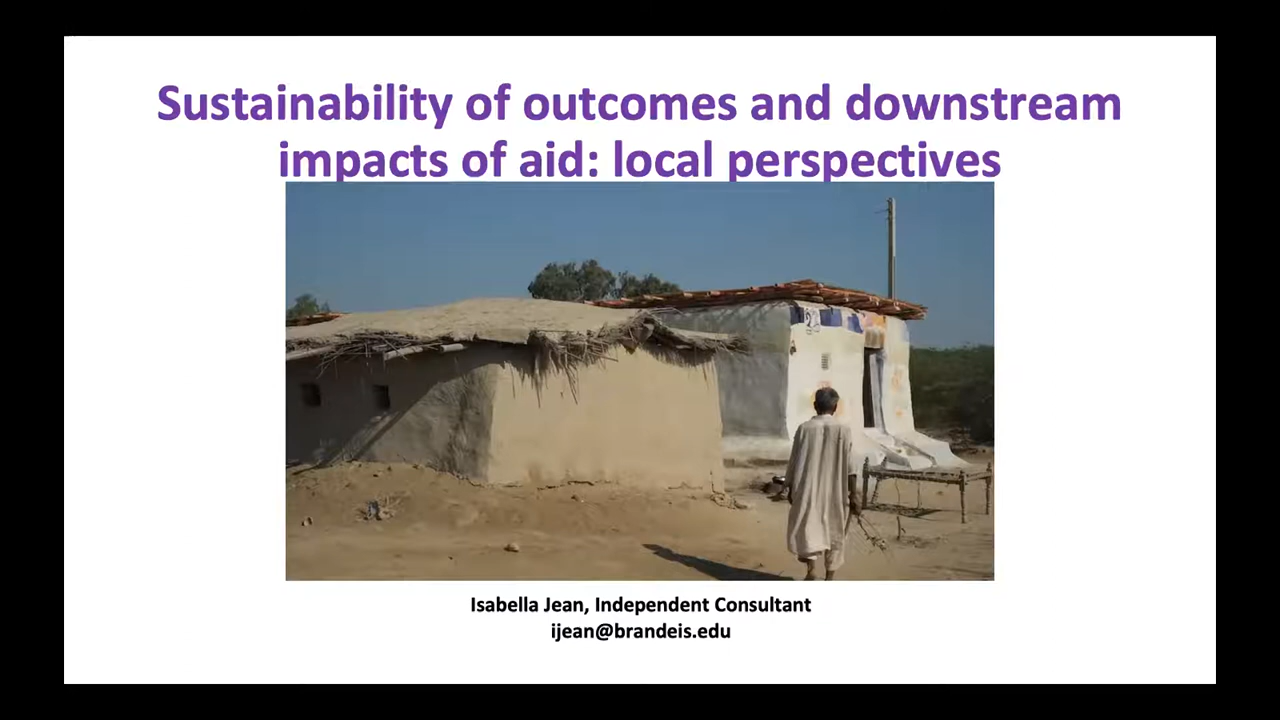 Sustainability of outcomes and downstream
impacts of aid: local perspectives
Isabella Jean, Independent Consultant
ijean@brandeis.edu